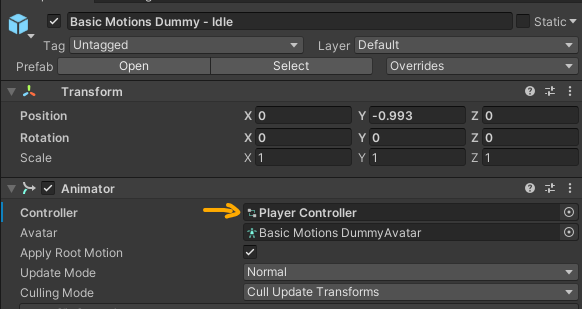 Basic Motions Dummy - Idle Static
Tag Untagged Layer Default
Prefab Open Select Overrides
Transform
Position X 0 Y -0.993 Z 0
Rotation X 0 Y 0 Z 0
Scale X 1 Y 1 Z 1
Animator
Controller Player Controller
Avatar Basic Motions DummyAvatar
Apply Root Motion
Update Mode Normal
Culling Mode Cull Update Transforms